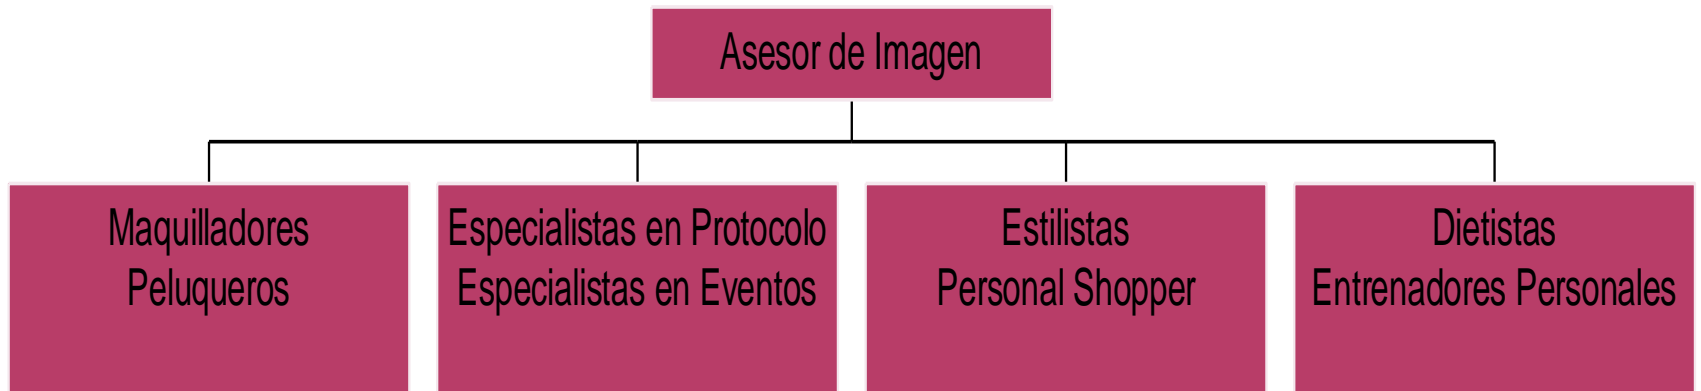 Asesor de Imagen
Maquilladores
Peluqueros
Especialistas en Protocolo
Especialistas en Eventos
Estilistas
Personal Shopper
Dietistas
Entrenadores Personales